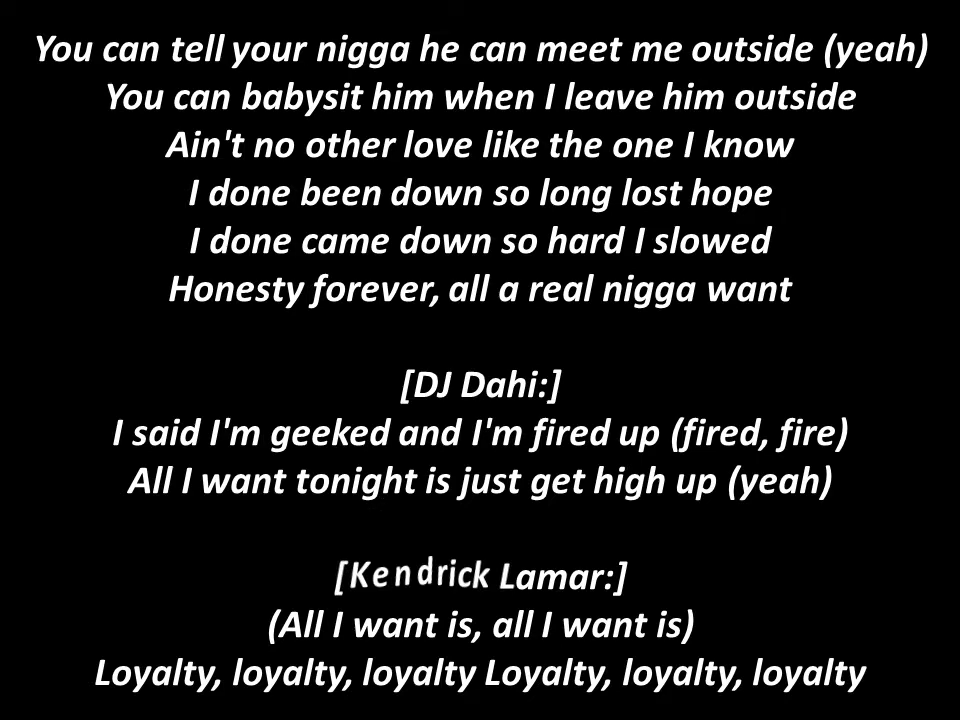 You can tell your nigga he can meet me outside (yeah)
You can babysit him when I leave him outside
Ain't no other love like the one I know
I done been down so long lost hope
I done came down so hard I slowed
Honesty forever, all a real nigga want
[DJ Dahi:]
I said I'm geeked and I'm fired up (fired, fire)
All I want tonight is just get high up (yeah)
[Kendrick Lamar:]
(All I want is, all I want is)
Loyalty, loyalty, loyalty Loyalty, loyalty, loyalty